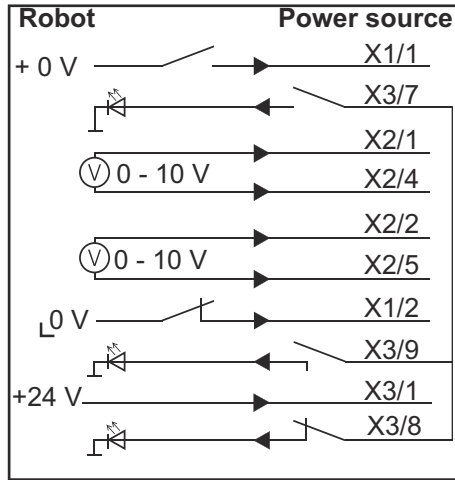 Robot Power source
+ 0 V X1/1
X3/7
X2/1
V 0 - 10 V X2/4
X2/2
V 0 - 10 V X2/5
0 V X1/2
X3/9
+24 V X3/1
X3/8